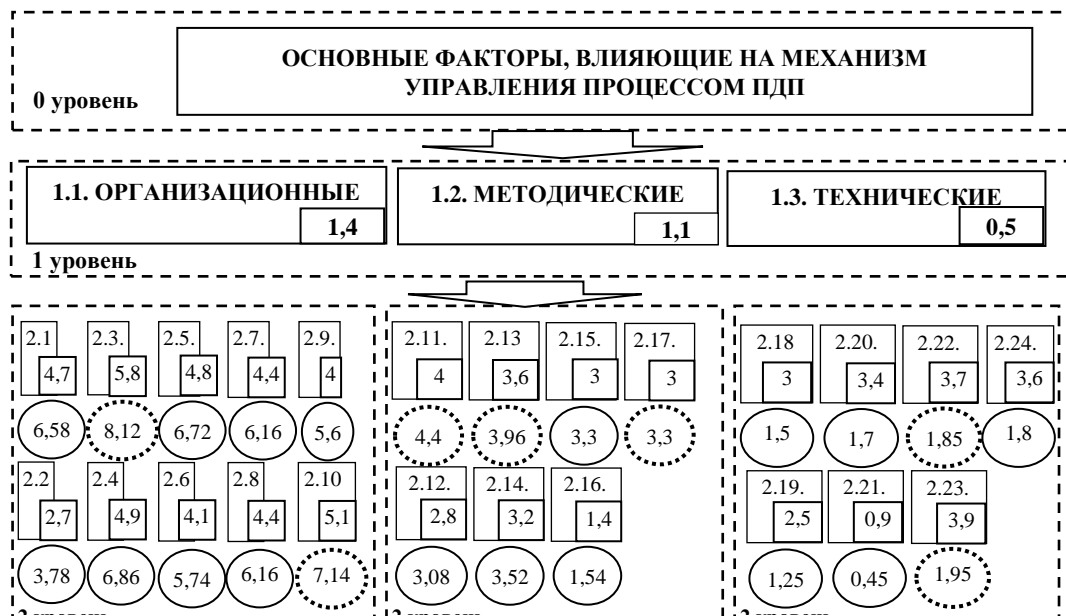 ОСНОВНЫЕ ФАКТОРЫ, ВЛИЯЮЩИЕ НА МЕХАНИЗМ
УПРАВЛЕНИЯ ПРОЦЕССОМ ПДП
0 уровень
1.1. ОРГАНИЗАЦИОННЫЕ
1,4
1.2. МЕТОДИЧЕСКИЕ
1,1
1.3. ТЕХНИЧЕСКИЕ
0,5
1 уровень
2.1 2.3. 2.5. 2.7. 2.9.
4,7 5,8 4,8 4,4 4
6,58 8,12 6,72 6,16 5,6
2.2 2.4 2.6 2.8 2.10
2,7 4,9 4,1 4,4 5,1
3,78 6,86 5,74 6,16 7,14
2.11. 2.13 2.15. 2.17.
4 3,6 3 3
4,4 3,96 3,3 3,3
2.12. 2.14. 2.16.
2,8 3,2 1,4
3,08 3,52 1,54
2.18 2.20. 2.22. 2.24.
3 3,4 3,7 3,6
1,5 1,7 1,85 1,8
2.19. 2.21. 2.23.
2,5 0,9 3,9
1,25 0,45 1,95